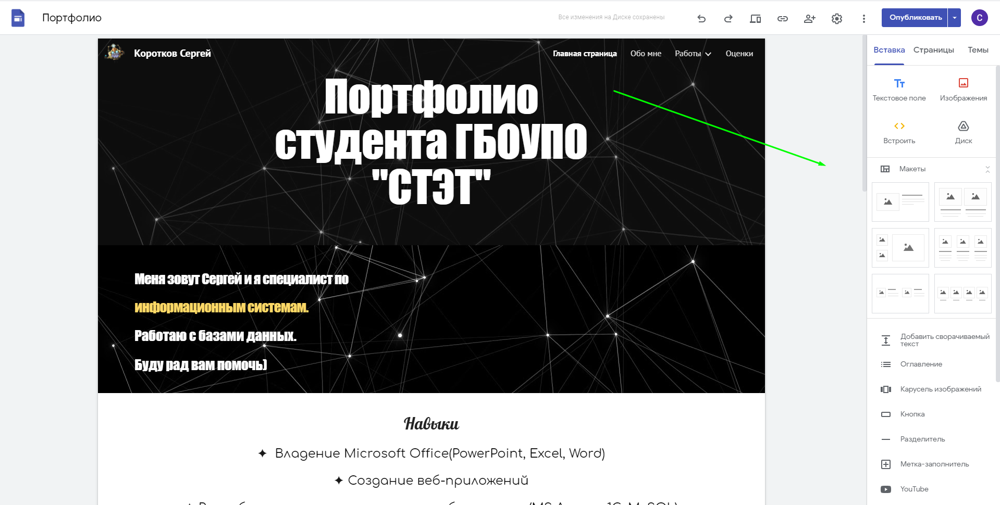 Портфолио
Все изменения на Диске сохранены
Опубликовать
С
Коротков Сергей
Главная страница
Обо мне
Работы
Оценки
Портфолио
студента ГБОУПО
"СТЭТ"
Меня зовут Сергей и я специалист по
информационным системам.
Работаю с базами данных.
Буду рад вам помочь)
Навыки
✦ Владение Microsoft Office(PowerPoint, Excel, Word)
✦ Создание веб-приложений
Вставка
Страницы
Темы
Текстовое поле
Изображения
Встроить
Диск
Макеты
Добавить сворачиваемый
текст
Оглавление
Карусель изображений
Кнопка
Разделитель
Метка-заполнитель
YouTube